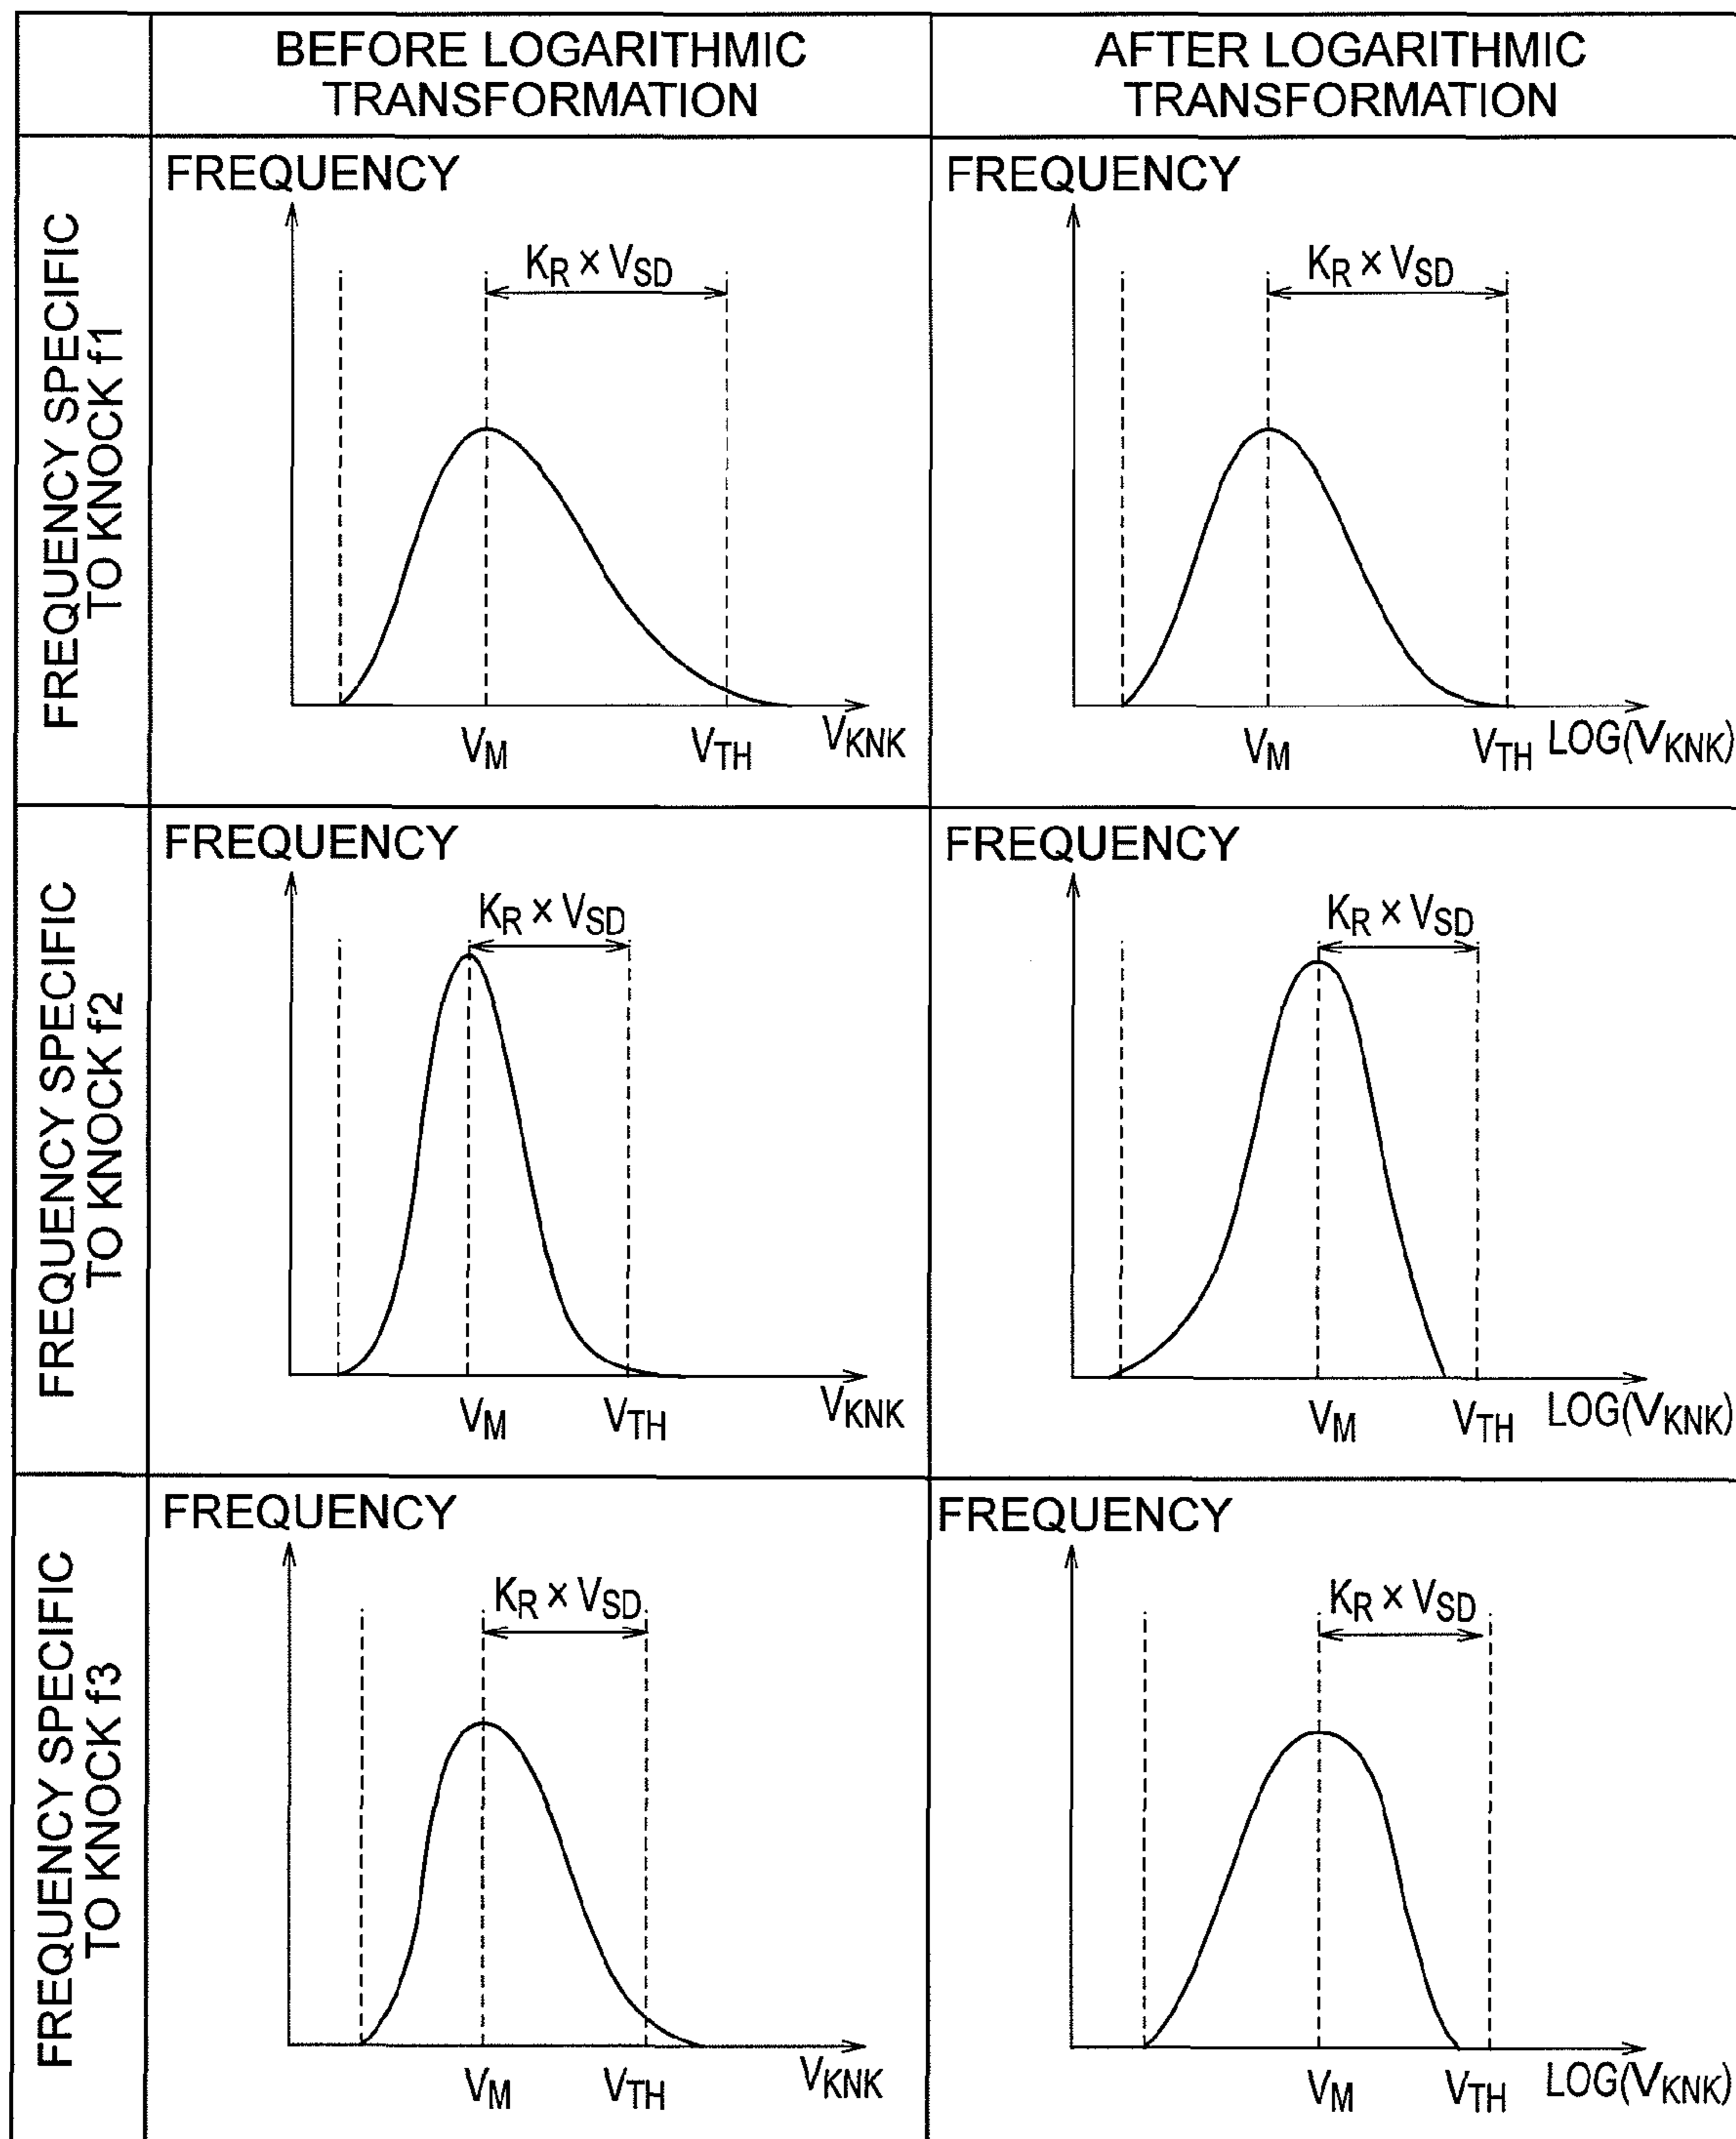 BEFORE LOGARITHMIC
TRANSFORMATION
AFTER LOGARITHMIC
TRANSFORMATION
FREQUENCY SPECIFIC
TO KNOCK f1
FREQUENCY
KR × VSD
VM
VTH
VKNK
FREQUENCY
KR × VSD
VM
VTH
LOG(VKNK)
FREQUENCY SPECIFIC
TO KNOCK f2
FREQUENCY
KR × VSD
VM
VTH
VKNK
FREQUENCY
KR × VSD
VM
VTH
LOG(VKNK)
FREQUENCY SPECIFIC
TO KNOCK f3
FREQUENCY
KR × VSD
VM
VTH
VKNK
FREQUENCY
KR × VSD
VM
VTH
LOG(VKNK)